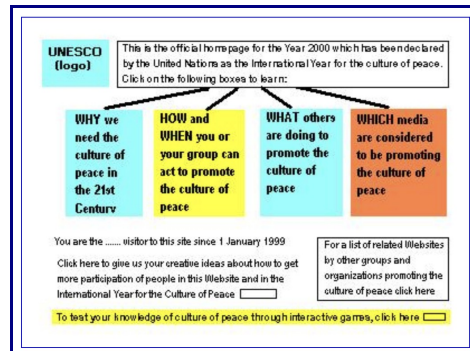 UNESCO
(logo)
This is the official homepage for the Year 2000 which has been declared
by the United Nations as the International Year for the culture of peace.
Click on the following boxes to learn:
WHY we
need the
culture of
peace in
the 21st
Century
HOW and
WHEN you or
your group can
act to promote
the culture of
peace
WHAT others
are doing to
promote the
culture of
peace
WHICH media
are considered
to be promoting
the culture of
peace
You are the ....... visitor to this site since 1 January 1999
Click here to give us your creative ideas about how to get
more participation of people in this Website and in the
International Year for the Culture of Peace
For a list of related Websites
by other groups and
organizations promoting the
culture of peace click here
To test your knowledge of culture of peace through interactive games, click here